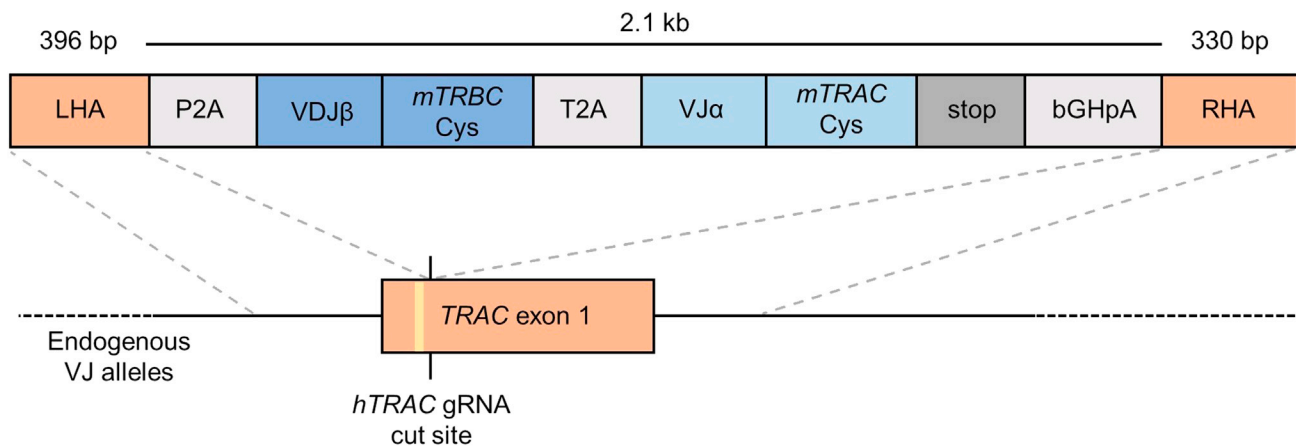 396 bp
2.1 kb
330 bp
LHA
P2A
VDJβ
mTRBC
Cys
T2A
VJα
mTRAC
Cys
stop
bGHpA
RHA
TRAC exon 1
Endogenous
VJ alleles
hTRAC gRNA
cut site